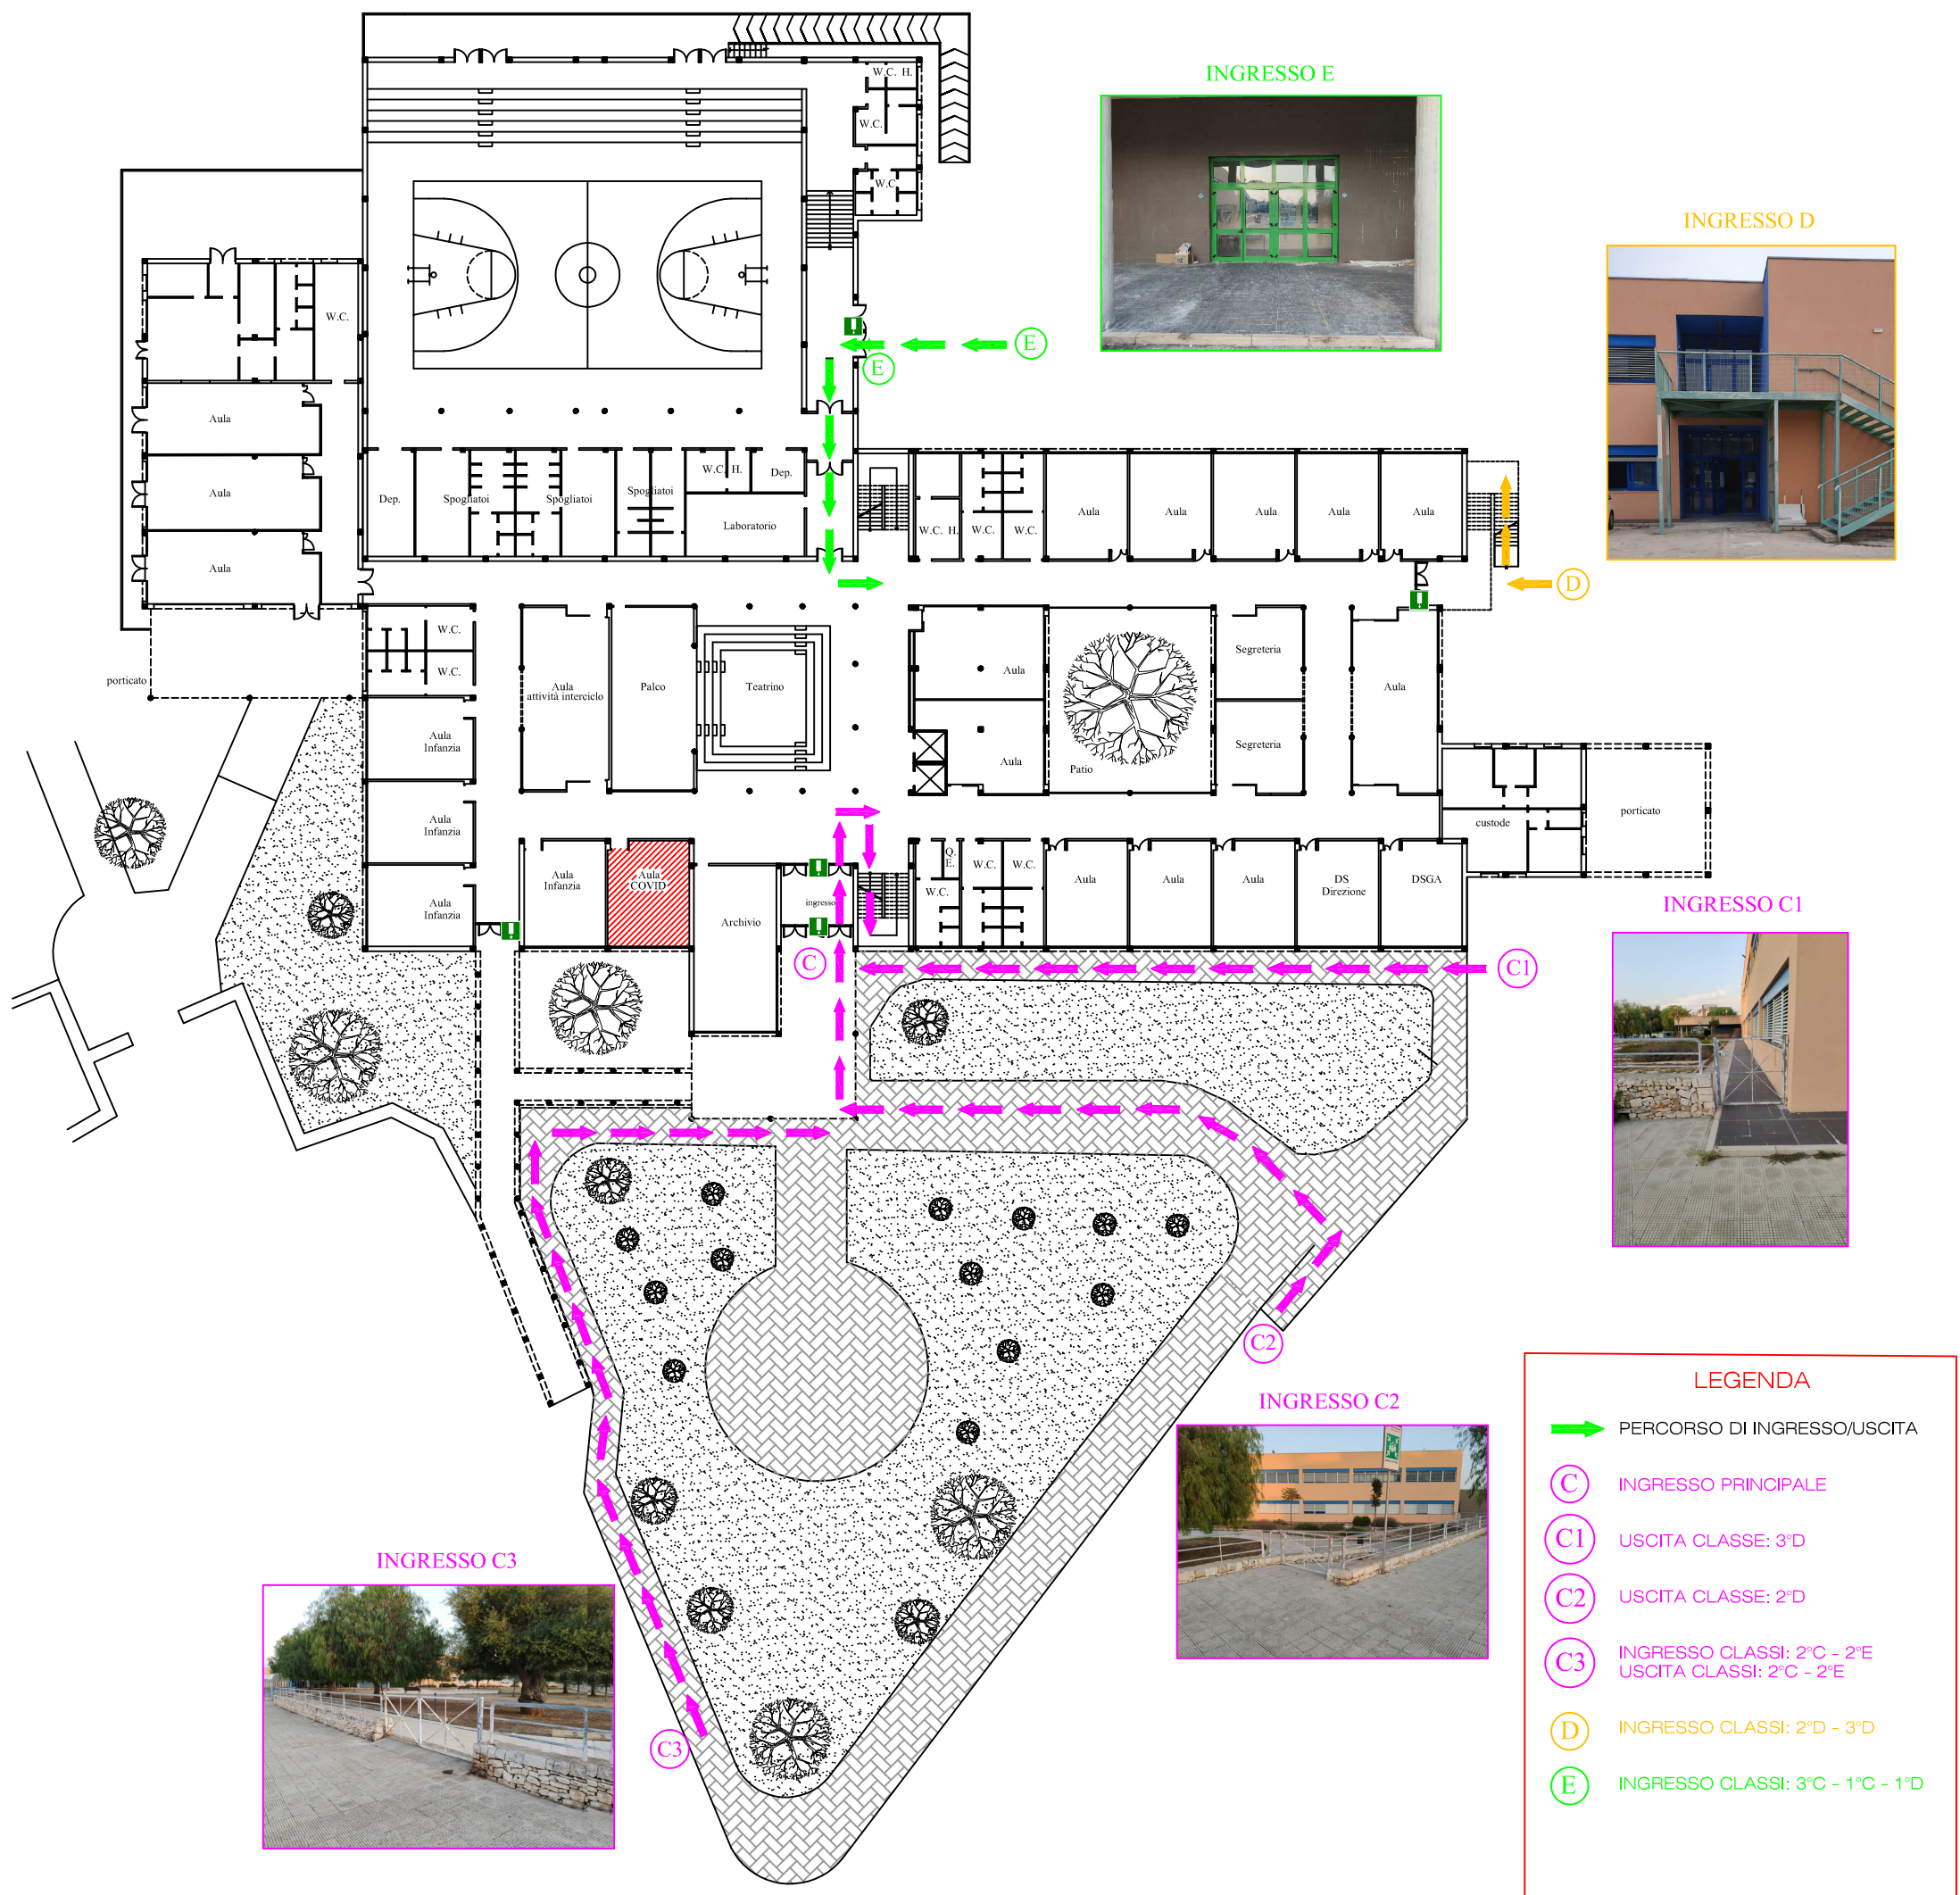 INGRESSO E
INGRESSO D
W.C. H.
W.C.
W.C
W.C.
E
E
Aula
Aula
Aula
Dep.
Spogliatoi
Spogliatoi
Spogliatoi
W.C. H.
Dep.
Laboratorio
W.C. H.
W.C.
W.C.
Aula
Aula
Aula
Aula
Aula
D
W.C.
W.C.
porticato
Aula
attività interciclo
Palco
Teatrino
Aula
Aula
Patio
Segreteria
Segreteria
Aula
Aula
Infanzia
Aula
Infanzia
Aula
Infanzia
Aula
Infanzia
Aula
COVID
Archivio
ingresso
Q.
E.
W.C.
W.C.
W.C.
Aula
Aula
Aula
DS
Direzione
DSGA
custode
porticato
C
C1
INGRESSO C1
C2
INGRESSO C2
INGRESSO C3
C3
LEGENDA
PERCORSO DI INGRESSO/USCITA
C INGRESSO PRINCIPALE
C1 USCITA CLASSE: 3°D
C2 USCITA CLASSE: 2°D
C3 INGRESSO CLASSI: 2°C - 2°E
USCITA CLASSI: 2°C - 2°E
D INGRESSO CLASSI: 2°D - 3°D
E INGRESSO CLASSI: 3°C - 1°C - 1°D